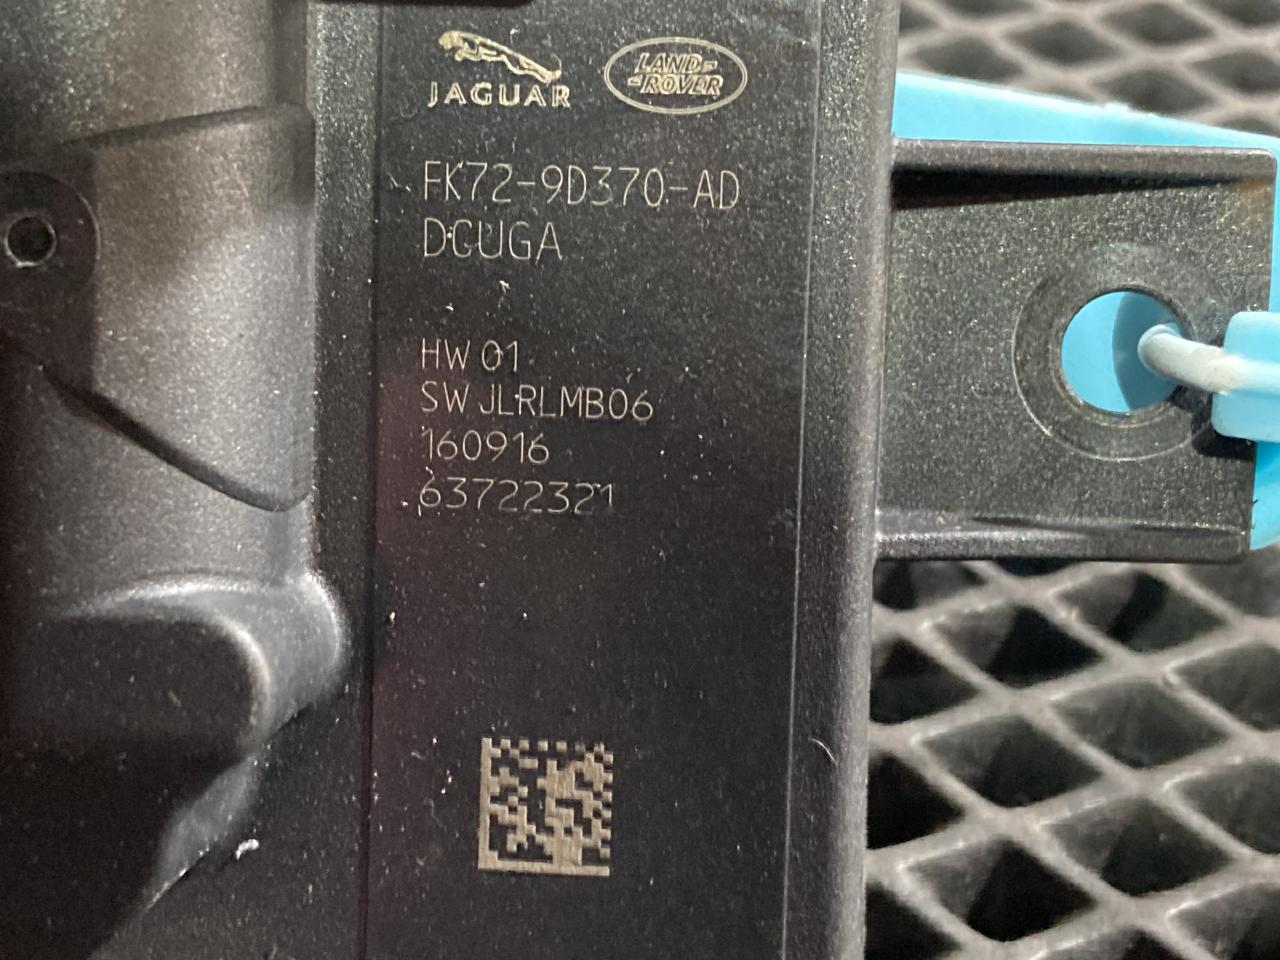 JAGUAR
LAND-
-ROVER
FK72-9D370-AD
DCUGA
HW 01
SW JLRLMB06
160916
63722321